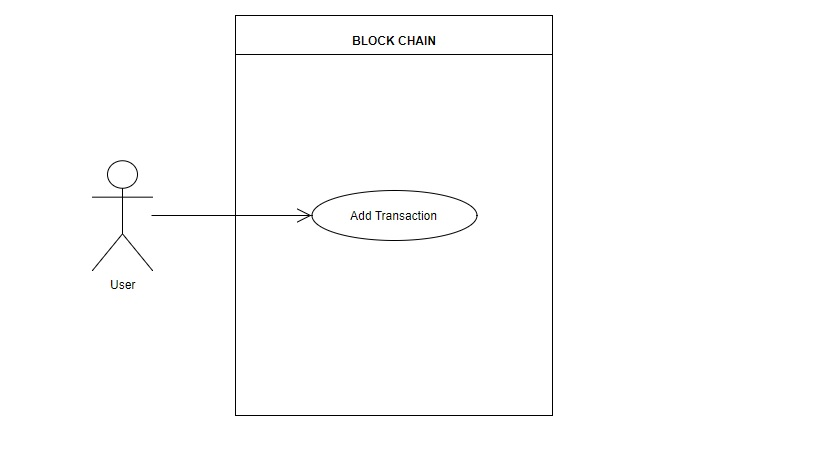 BLOCK CHAIN
Add Transaction
User